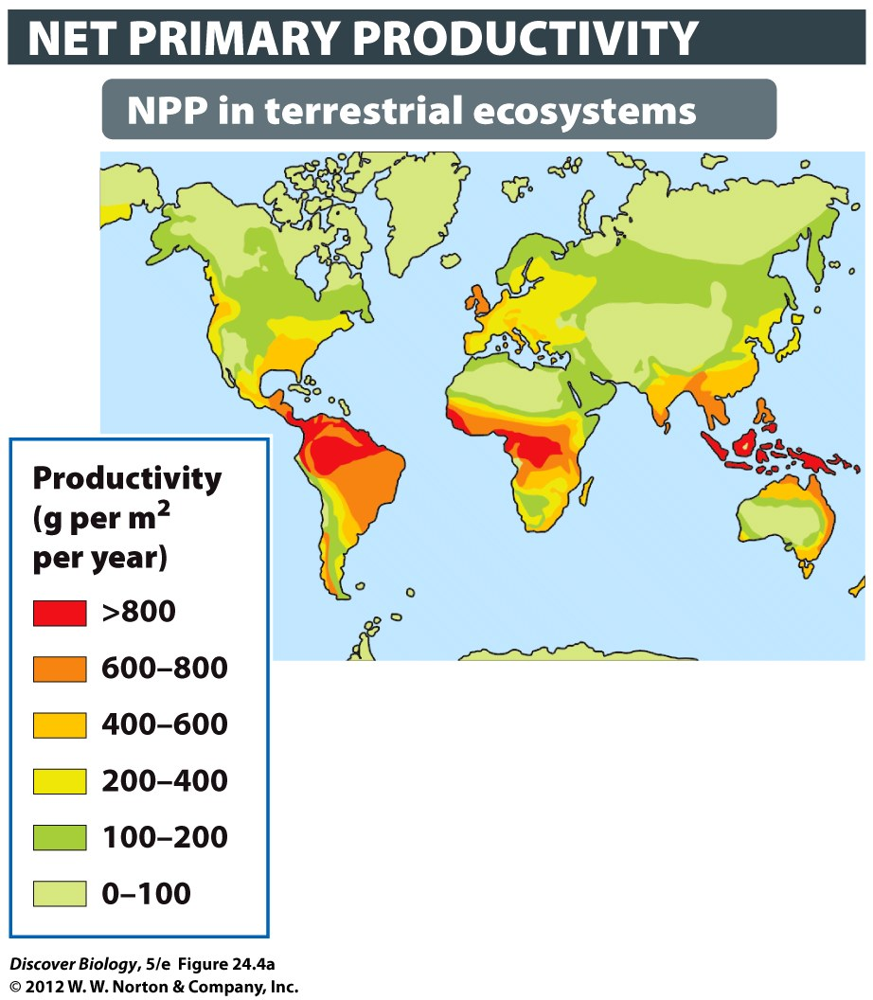 NET PRIMARY PRODUCTIVITY
NPP in terrestrial ecosystems
Productivity
(g per m²
per year)
>800
600–800
400–600
200–400
100–200
0–100
Discover Biology, 5/e Figure 24.4a
© 2012 W. W. Norton & Company, Inc.